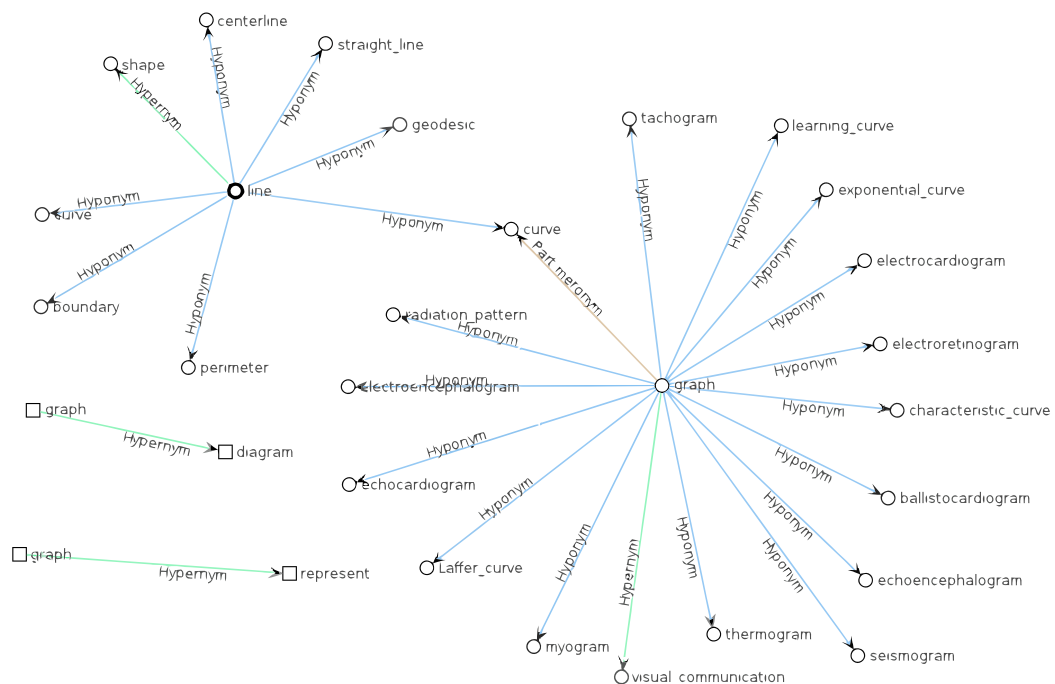 centerline
straight_line
Hyponym
shape
Hyponym
Hypernym
geodesic
Hyponym
line
Hyponym
Hyponym
curve
Hyponym
boundary
Hyponym
perimeter
tachogram
learning_curve
Hyponym
exponential_curve
Hyponym
Hyponym
electrocardiogram
Part meronym
Hyponym
radiation_pattern
Hyponym
electroretinogram
Hyponym
electroencephalogram
Hyponym
graph
characteristic_curve
Hyponym
graph
Hypernym
diagram
Hyponym
echocardiogram
Hyponym
ballistocardiogram
Hyponym
Laffer_curve
Hyponym
echoencephalogram
Hyponym
myogram
Hypernym
visual_communication
Hyponym
thermogram
Hyponym
seismogram
graph
Hypernym
represent